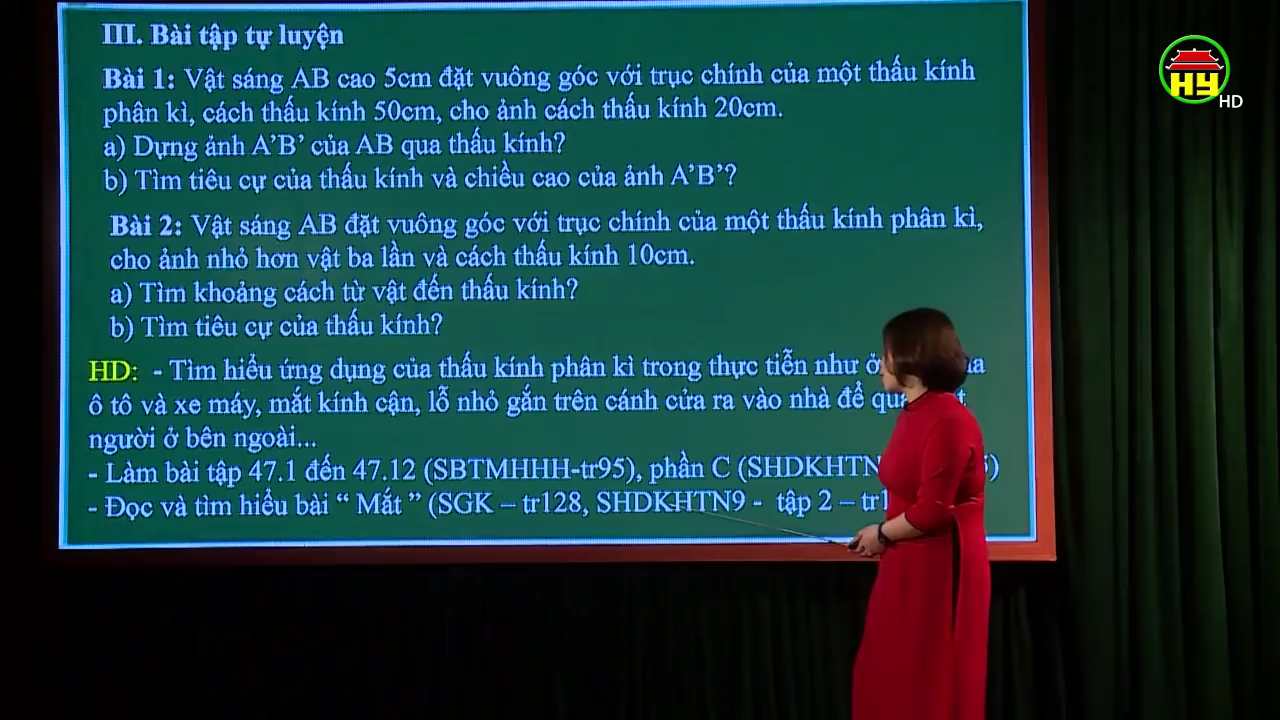 III. Bài tập tự luyện
Bài 1: Vật sáng AB cao 5cm đặt vuông góc với trục chính của một thấu kính
phân kì, cách thấu kính 50cm, cho ảnh cách thấu kính 20cm.
a) Dựng ảnh A’B’ của AB qua thấu kính?
b) Tìm tiêu cự của thấu kính và chiều cao của ảnh A’B’?
Bài 2: Vật sáng AB đặt vuông góc với trục chính của một thấu kính phân kì,
cho ảnh nhỏ hơn vật ba lần và cách thấu kính 10cm.
a) Tìm khoảng cách từ vật đến thấu kính?
b) Tìm tiêu cự của thấu kính?
HD: - Tìm hiểu ứng dụng của thấu kính phân kì trong thực tiễn như ở
ô tô và xe máy, mắt kính cận, lỗ nhỏ gắn trên cánh cửa ra vào nhà để
người ở bên ngoài...
- Làm bài tập 47.1 đến 47.12 (SBTMHHH-tr95), phần C (SHDKHTN
- Đọc và tìm hiểu bài “ Mắt ” (SGK – tr128, SHDKHTN9 - tập 2 – tr1
HY
HD